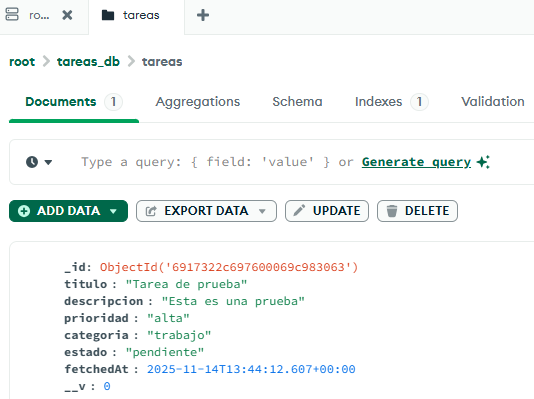 ro...
tareas
root > tareas_db > tareas
Documents 1 Aggregations Schema Indexes 1 Validation
Type a query: { field: 'value' } or Generate query
ADD DATA EXPORT DATA UPDATE DELETE
_id: ObjectId('6917322c697600069c983063')
titulo : "Tarea de prueba"
descripcion : "Esta es una prueba"
prioridad : "alta"
categoria : "trabajo"
estado : "pendiente"
fetchedAt : 2025-11-14T13:44:12.607+00:00
__v : 0